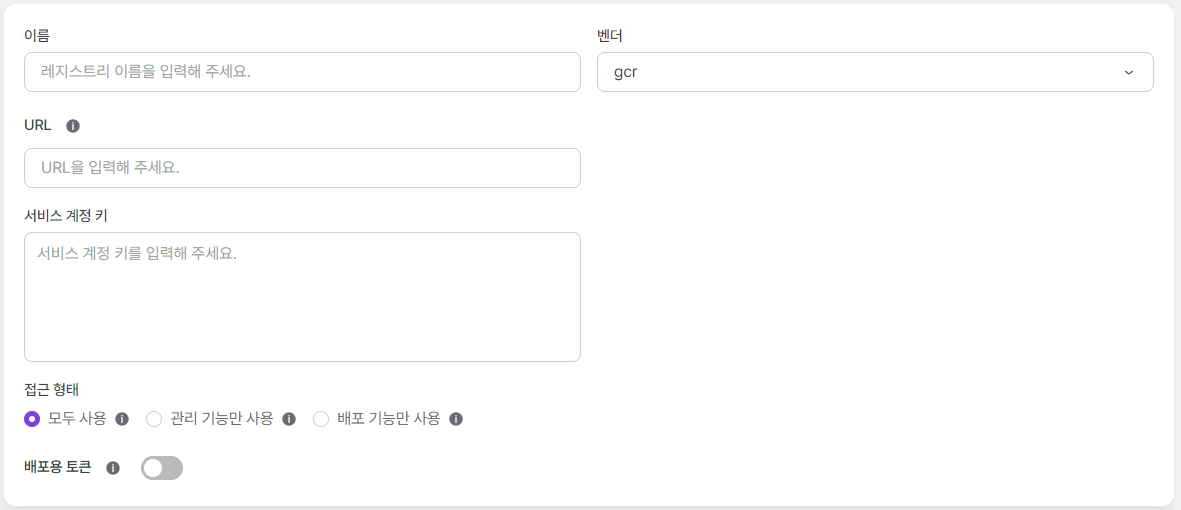 이름
벤더
레지스트리 이름을 입력해 주세요.
gcr
URL
URL을 입력해 주세요.
서비스 계정 키
서비스 계정 키를 입력해 주세요.
접근 형태
모두 사용 관리 기능만 사용 배포 기능만 사용
배포용 토큰